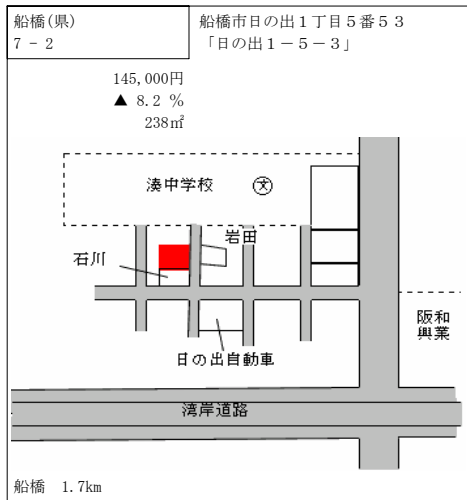 船橋(県)
7－2
船橋市日の出１丁目５番５３
「日の出１－５－３」
145,000円
▲ 8.2 %
238㎡
湊中学校 文
岩田
石川
阪和
興業
日の出自動車
湾岸道路
船橋 1.7km